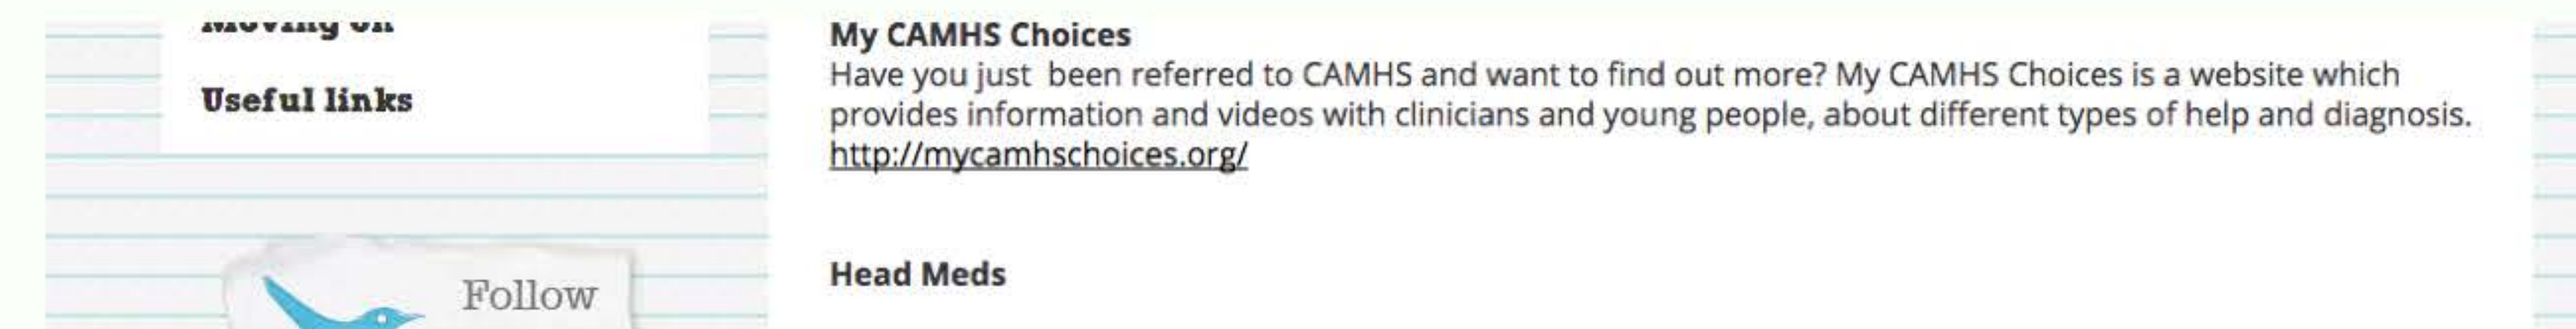 Moving on
Useful links
Follow
My CAMHS Choices
Have you just  been referred to CAMHS and want to find out more? My CAMHS Choices is a website which
provides information and videos with clinicians and young people, about different types of help and diagnosis.
http://mycamhschoices.org/
Head Meds